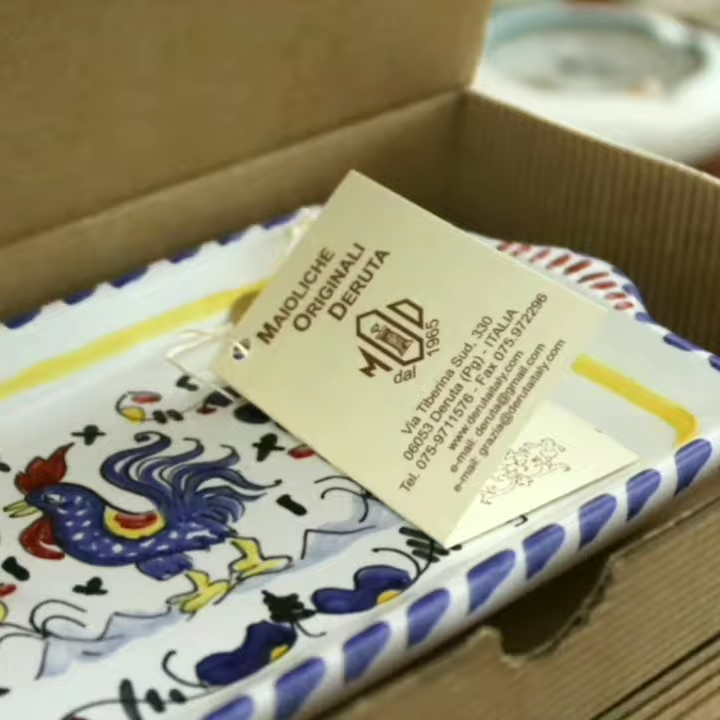 MAIOLICHE
ORIGINALI
DERUTA
MOD
dal 1965
Via Tiberina Sud, 330
06053 Deruta (Pg) - ITALIA
Tel. 075-9711576 - Fax 075.972296
www.derutaitaly.com
e-mail: deruta@gmail.com
e-mail: grazia@derutaitaly.com